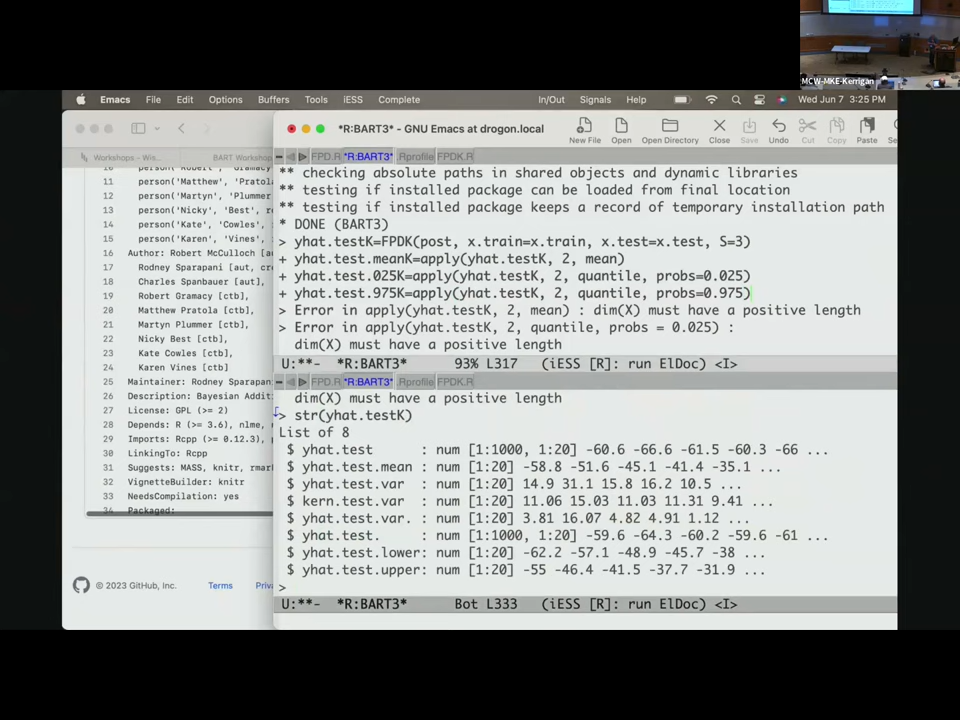 MCW-MKE-Kerrigan
Emacs File Edit Options Buffers Tools iESS Complete In/Out Signals Help Wed Jun 7 3:25 PM
*R:BART3* - GNU Emacs at drogon.local
New File Open Open Directory Close Save Undo Cut Copy Paste
Workshops – Wis... BART Workshop
FPD.R *R:BART3* .Rprofile FPDK.R
10 person('Robert', 'Gramacy
11 person('Matthew', 'Pratola
12 person('Martyn', 'Plummer
13 person('Nicky', 'Best', r
14 person('Kate', 'Cowles',
15 person('Karen', 'Vines',
16 Author: Robert McCulloch [a
17 Rodney Sparapani [aut, cre
18 Charles Spanbauer [aut],
19 Robert Gramacy [ctb],
20 Matthew Pratola [ctb],
21 Martyn Plummer [ctb],
22 Nicky Best [ctb],
23 Kate Cowles [ctb],
24 Karen Vines [ctb]
25 Maintainer: Rodney Sparapan
26 Description: Bayesian Addit
27 License: GPL (>= 2)
28 Depends: R (>= 3.6), nlme,
29 Imports: Rcpp (>= 0.12.3),
30 LinkingTo: Rcpp
31 Suggests: MASS, knitr, rmar
32 VignetteBuilder: knitr
33 NeedsCompilation: yes
34 Packaged:
© 2023 GitHub, Inc. Terms Priva
** checking absolute paths in shared objects and dynamic libraries
** testing if installed package can be loaded from final location
** testing if installed package keeps a record of temporary installation path
* DONE (BART3)
> yhat.testK=FPDK(post, x.train=x.train, x.test=x.test, S=3)
+ yhat.test.meanK=apply(yhat.testK, 2, mean)
+ yhat.test.025K=apply(yhat.testK, 2, quantile, probs=0.025)
+ yhat.test.975K=apply(yhat.testK, 2, quantile, probs=0.975)
> Error in apply(yhat.testK, 2, mean) : dim(X) must have a positive length
> Error in apply(yhat.testK, 2, quantile, probs = 0.025) :
dim(X) must have a positive length
U:**- *R:BART3* 93% L317 (iESS [R]: run ElDoc) <I>
FPD.R *R:BART3* .Rprofile FPDK.R
dim(X) must have a positive length
> str(yhat.testK)
List of 8
$ yhat.test : num [1:1000, 1:20] -60.6 -66.6 -61.5 -60.3 -66 ...
$ yhat.test.mean : num [1:20] -58.8 -51.6 -45.1 -41.4 -35.1 ...
$ yhat.test.var : num [1:20] 14.9 31.1 15.8 16.2 10.5 ...
$ kern.test.var : num [1:20] 11.06 15.03 11.03 11.31 9.41 ...
$ yhat.test.var. : num [1:20] 3.81 16.07 4.82 4.91 1.12 ...
$ yhat.test. : num [1:1000, 1:20] -59.6 -64.3 -60.2 -59.6 -61 ...
$ yhat.test.lower: num [1:20] -62.2 -57.1 -48.9 -45.7 -38 ...
$ yhat.test.upper: num [1:20] -55 -46.4 -41.5 -37.7 -31.9 ...
>
U:**- *R:BART3* Bot L333 (iESS [R]: run ElDoc) <I>